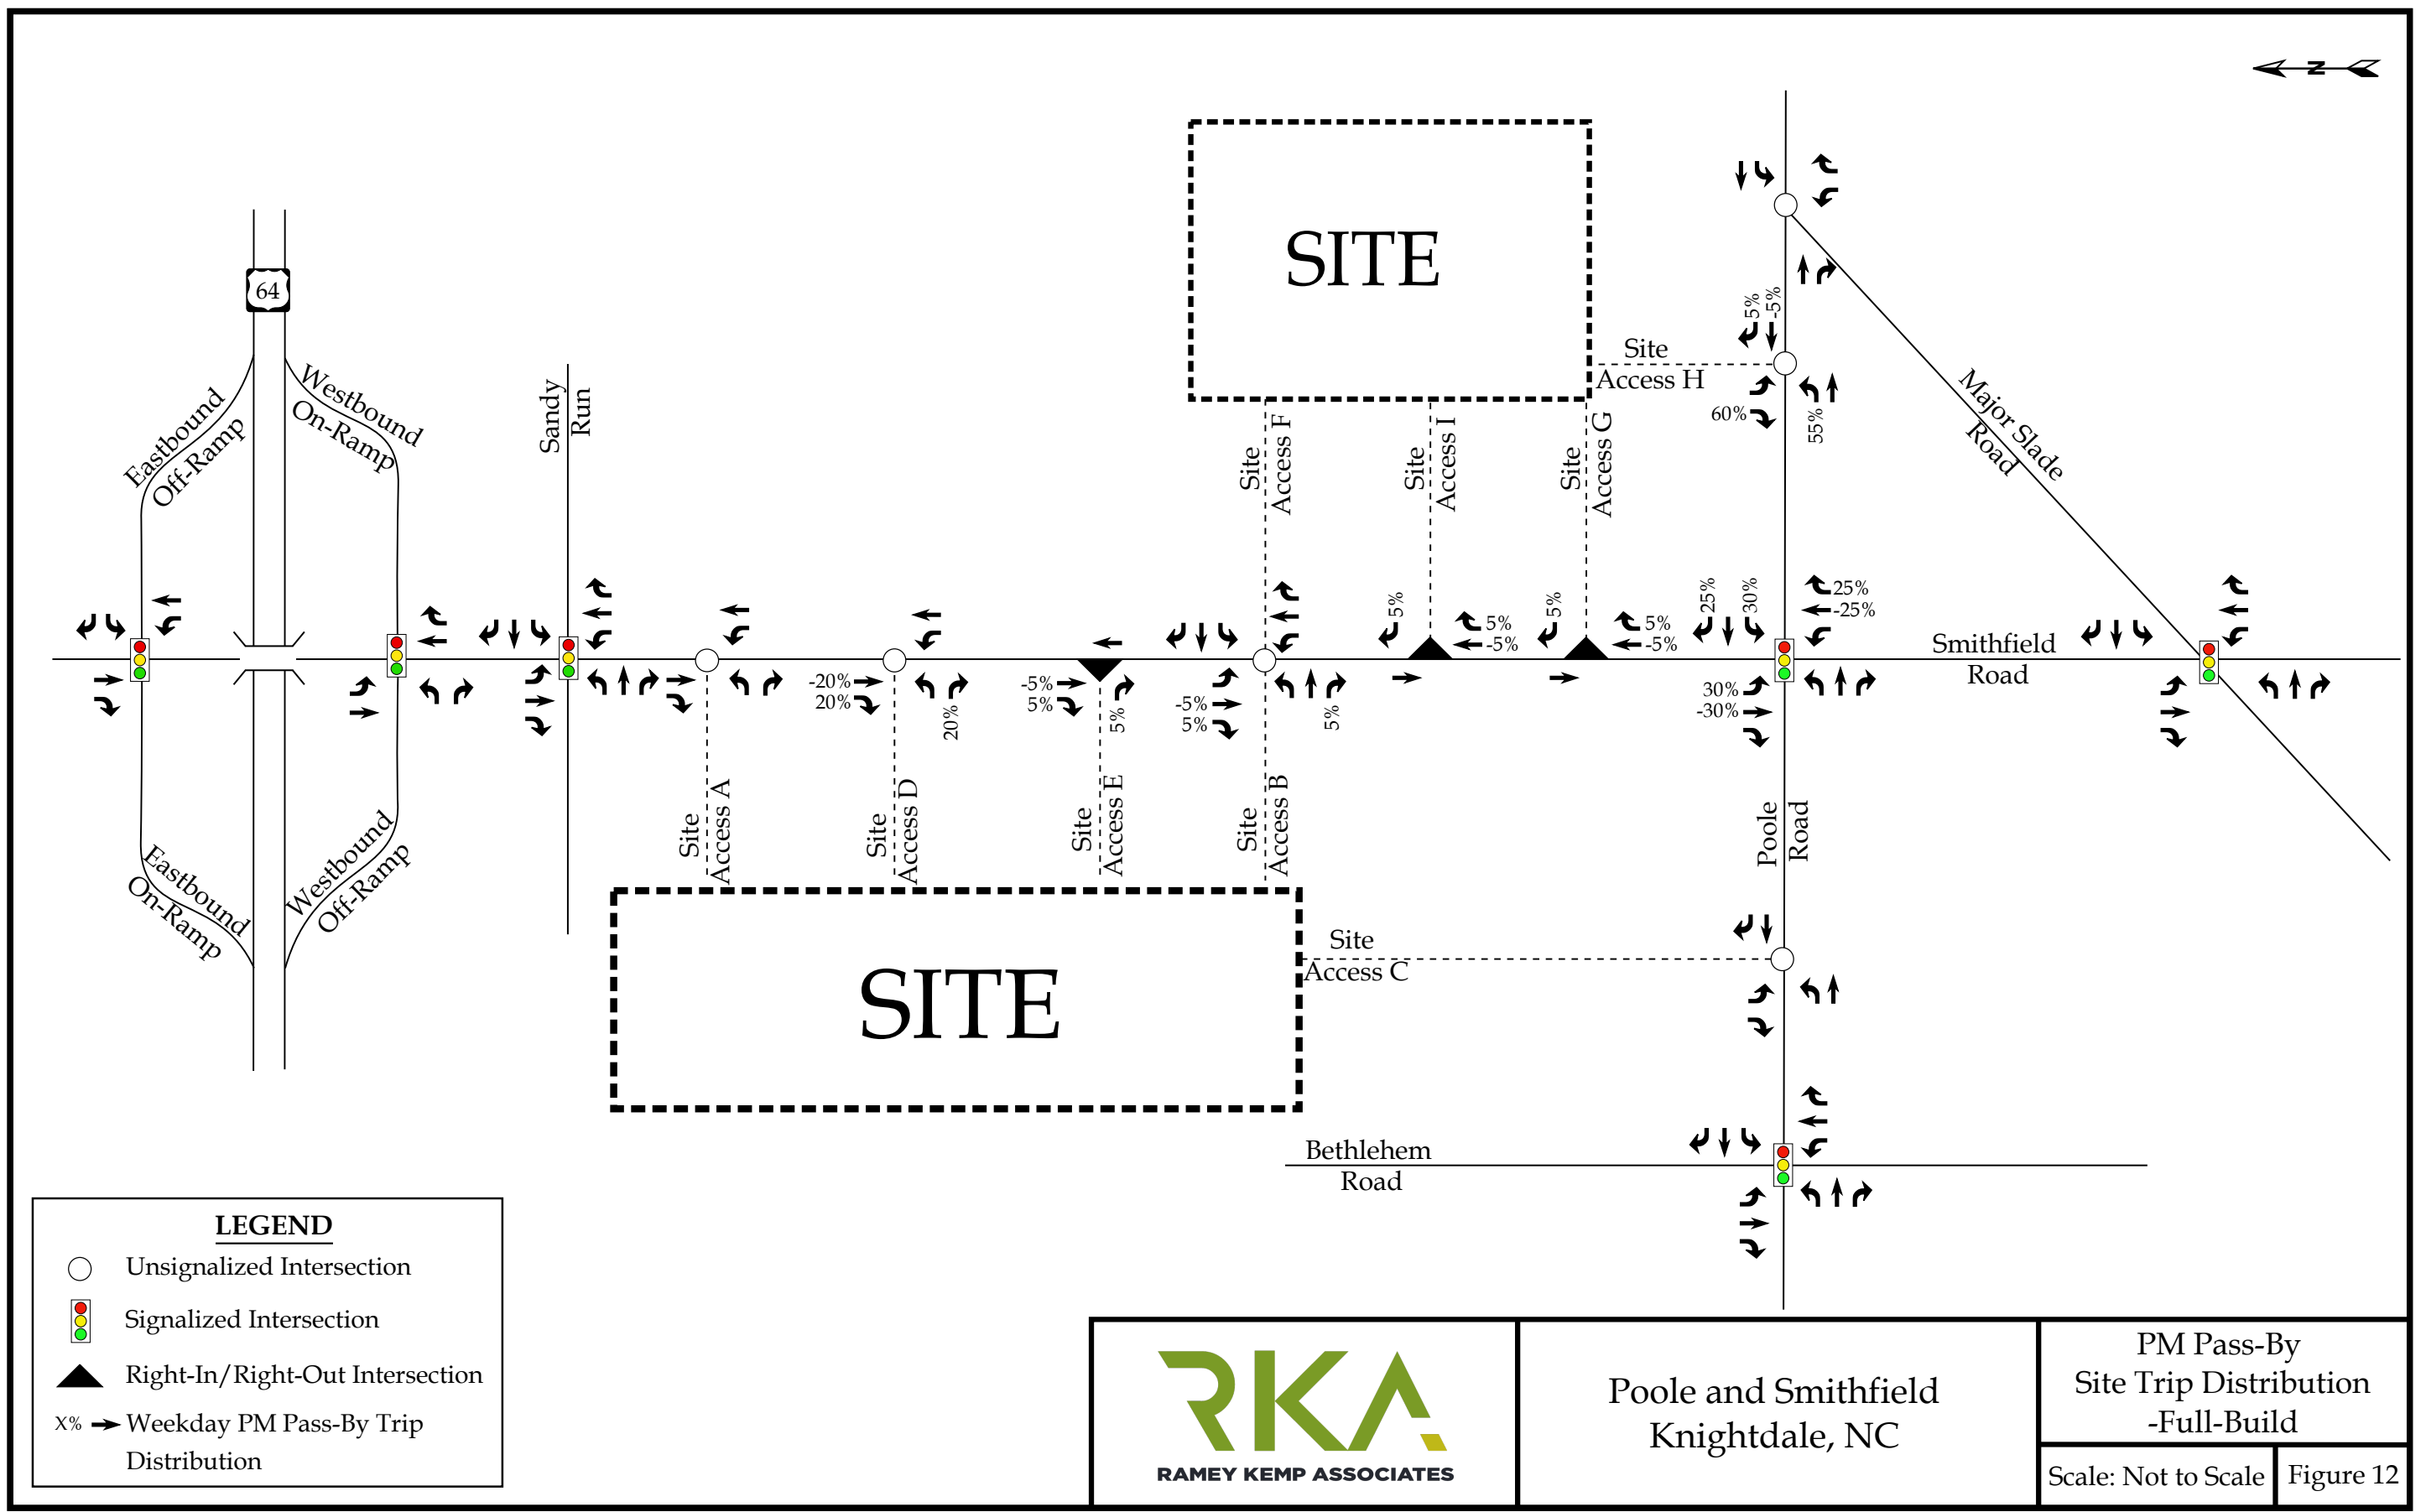 N
64
Eastbound
Off-Ramp
Westbound
On-Ramp
Sandy
Run
SITE
Site
Access H
5%
-5%
60%
55%
Major Slade
Road
Site
Access F
Site
Access I
Site
Access G
5%
5%
-5%
5%
5%
-5%
25%
30%
25%
-25%
Smithfield
Road
-20%
20%
20%
-5%
5%
5%
-5%
5%
5%
30%
-30%
Site
Access A
Site
Access D
Site
Access E
Site
Access B
Poole
Road
Eastbound
On-Ramp
Westbound
Off-Ramp
SITE
Site
Access C
Bethlehem
Road
LEGEND
Unsignalized Intersection
Signalized Intersection
Right-In/Right-Out Intersection
X% Weekday PM Pass-By Trip
Distribution
RKA
RAMEY KEMP ASSOCIATES
Poole and Smithfield
Knightdale, NC
PM Pass-By
Site Trip Distribution
-Full-Build
Scale: Not to Scale
Figure 12